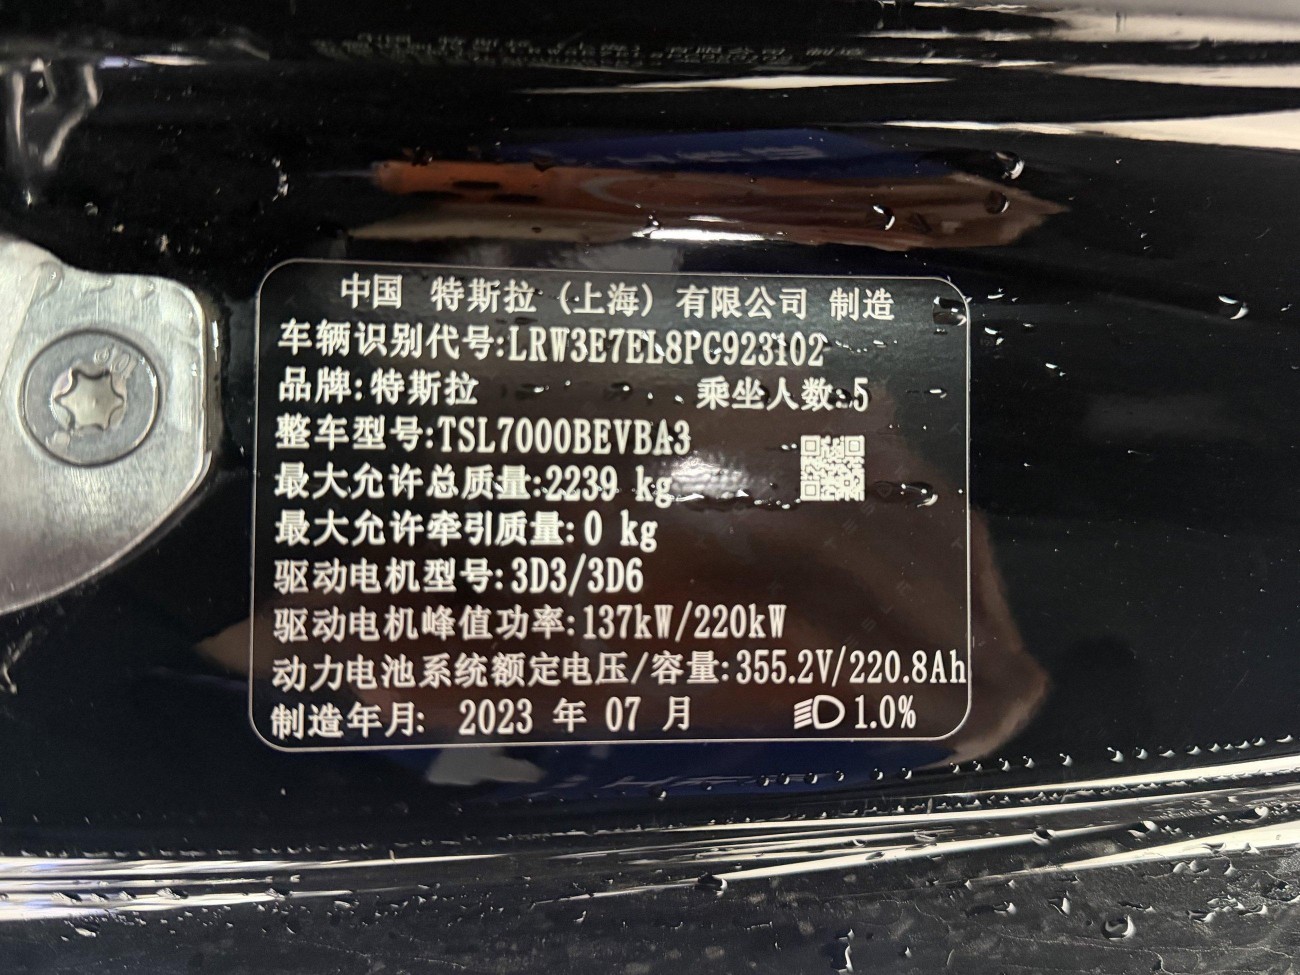 中国 特斯拉（上海）有限公司 制造
车辆识别代号:LRW3E7EL8PC923102
品牌:特斯拉 乘坐人数:5
整车型号:TSL7000BEVBA3
最大允许总质量:2239 kg
最大允许牵引质量:0 kg
驱动电机型号:3D3/3D6
驱动电机峰值功率:137kW/220kW
动力电池系统额定电压/容量:355.2V/220.8Ah
制造年月: 2023 年 07 月 1.0%